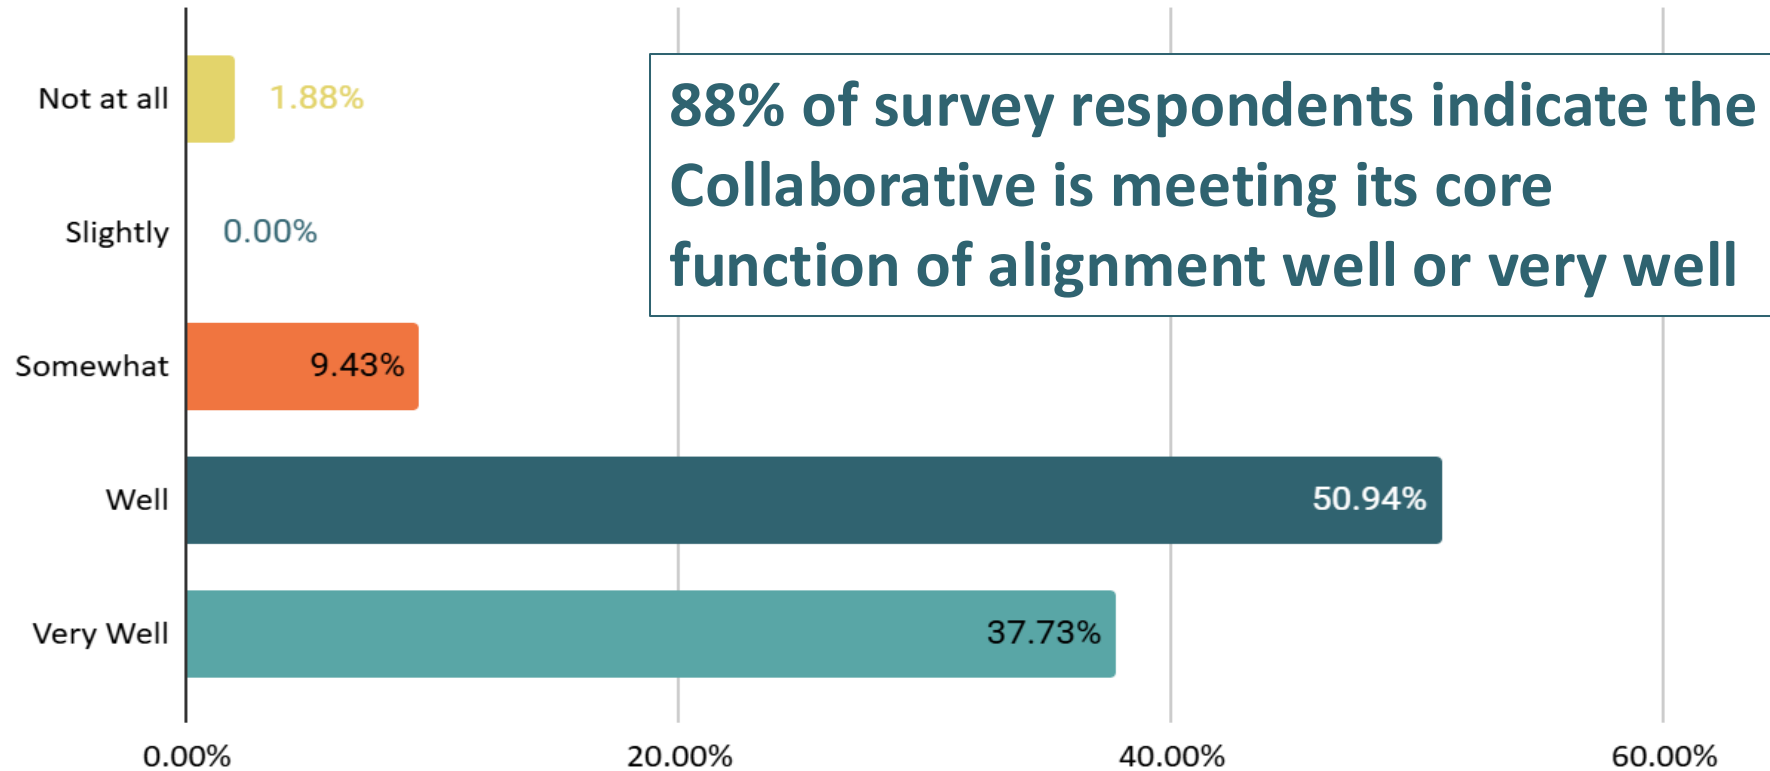 Not at all 1.88%
88% of survey respondents indicate the
Collaborative is meeting its core
function of alignment well or very well
Slightly 0.00%
Somewhat 9.43%
Well 50.94%
Very Well 37.73%
0.00% 20.00% 40.00% 60.00%